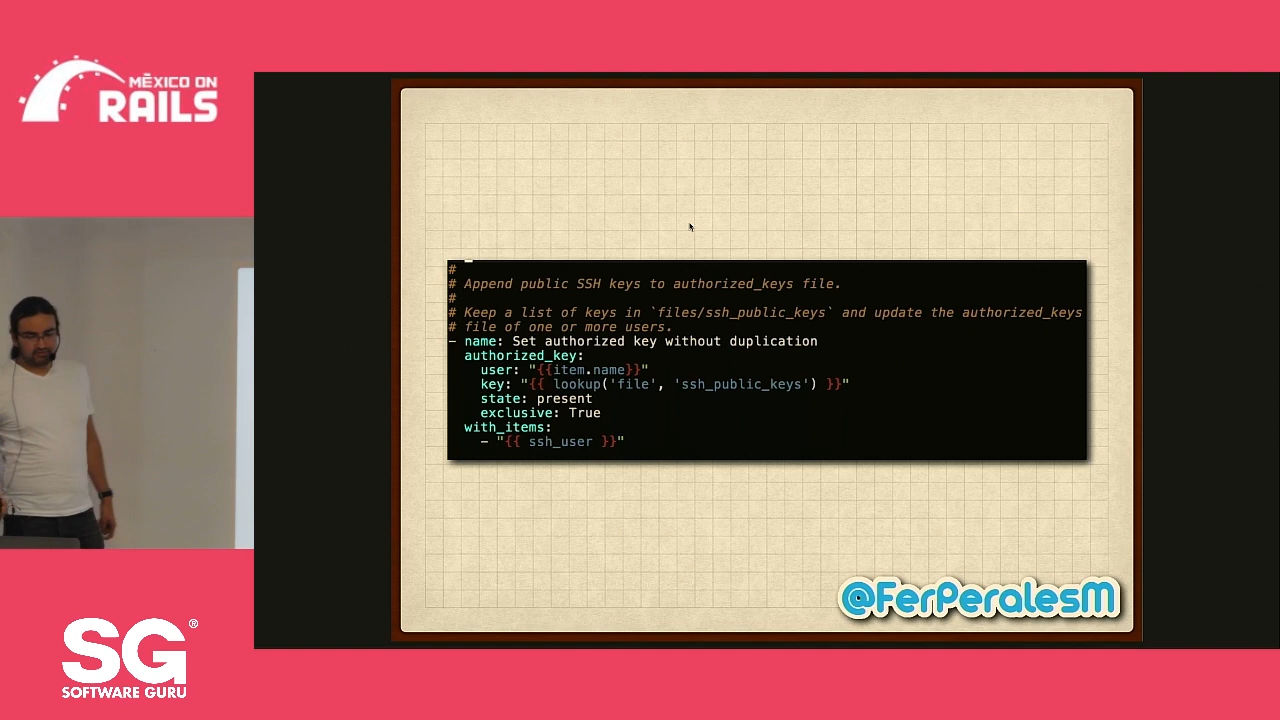 MÉXICO ON
RAILS
#
# Append public SSH keys to authorized_keys file.
#
# Keep a list of keys in `files/ssh_public_keys` and update the authorized_keys
# file of one or more users.
- name: Set authorized key without duplication
  authorized_key:
    user: "{{item.name}}"
    key: "{{ lookup('file', 'ssh_public_keys') }}"
    state: present
    exclusive: True
  with_items:
    - "{{ ssh_user }}"
@FerPeralesM
SG®
SOFTWARE GURU